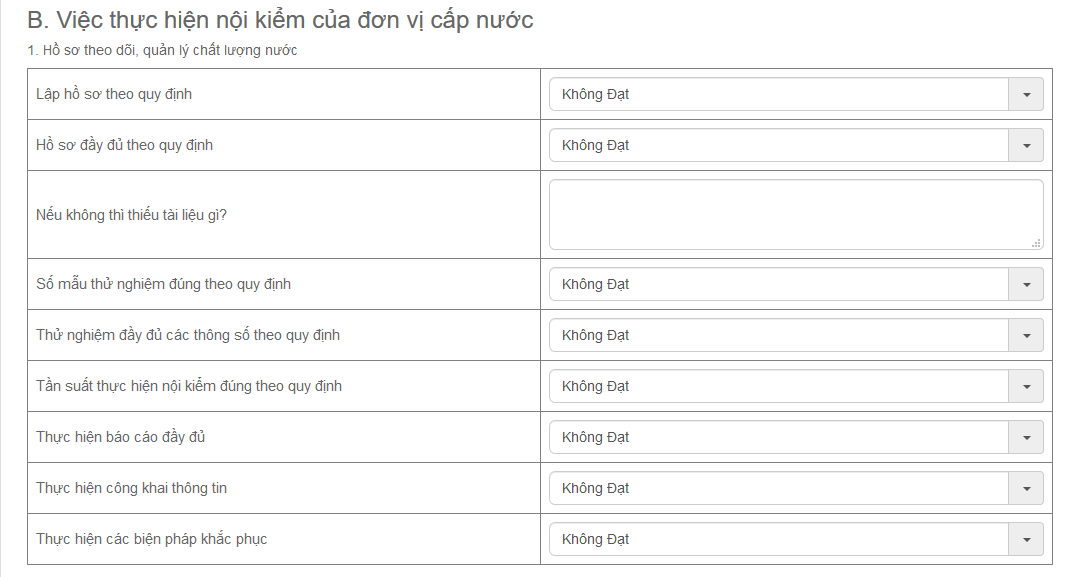 B. Việc thực hiện nội kiểm của đơn vị cấp nước
1. Hồ sơ theo dõi, quản lý chất lượng nước
Lập hồ sơ theo quy định
Không Đạt
Hồ sơ đầy đủ theo quy định
Không Đạt
Nếu không thì thiếu tài liệu gì?
Số mẫu thử nghiệm đúng theo quy định
Không Đạt
Thử nghiệm đầy đủ các thông số theo quy định
Không Đạt
Tần suất thực hiện nội kiểm đúng theo quy định
Không Đạt
Thực hiện báo cáo đầy đủ
Không Đạt
Thực hiện công khai thông tin
Không Đạt
Thực hiện các biện pháp khắc phục
Không Đạt